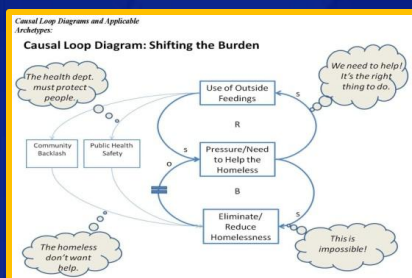 Causal Loop Diagrams and Applicable
Archetypes:
Causal Loop Diagram: Shifting the Burden
The health dept.
must protect
people.
We need to help!
It's the right
thing to do.
Use of Outside
Feedings
s
R
Community
Backlash
Public Health
Safety
s
Pressure/Need
to Help the
Homeless
o
B
Eliminate/
Reduce
Homelessness
s
The homeless
don't want
help.
This is
impossible!